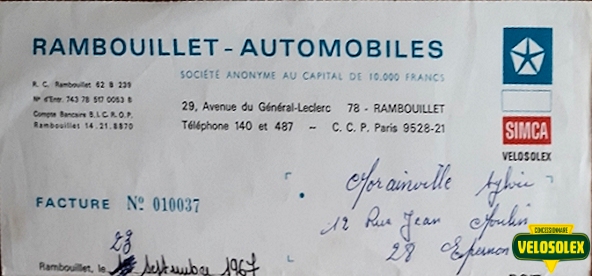 RAMBOUILLET - AUTOMOBILES
SOCIÉTÉ ANONYME AU CAPITAL DE 10.000 FRANCS
R. C. Rambouillet 62 B 239
N° d'Entr. 743 78 517 0053 B
Compte Bancaire B.I.C.R.O.P.
Rambouillet 14.21.8870
29, Avenue du Général-Leclerc 78 - RAMBOUILLET
Téléphone 140 et 487 — C. C. P. Paris 9528-21
SIMCA
VELOSOLEX
FACTURE N° 010037
Morainville Sylvie
12 Rue Jean Moulin
28 Epernon
23
Rambouillet, le Septembre 1967
CONCESSIONNAIRE
VELOSOLEX